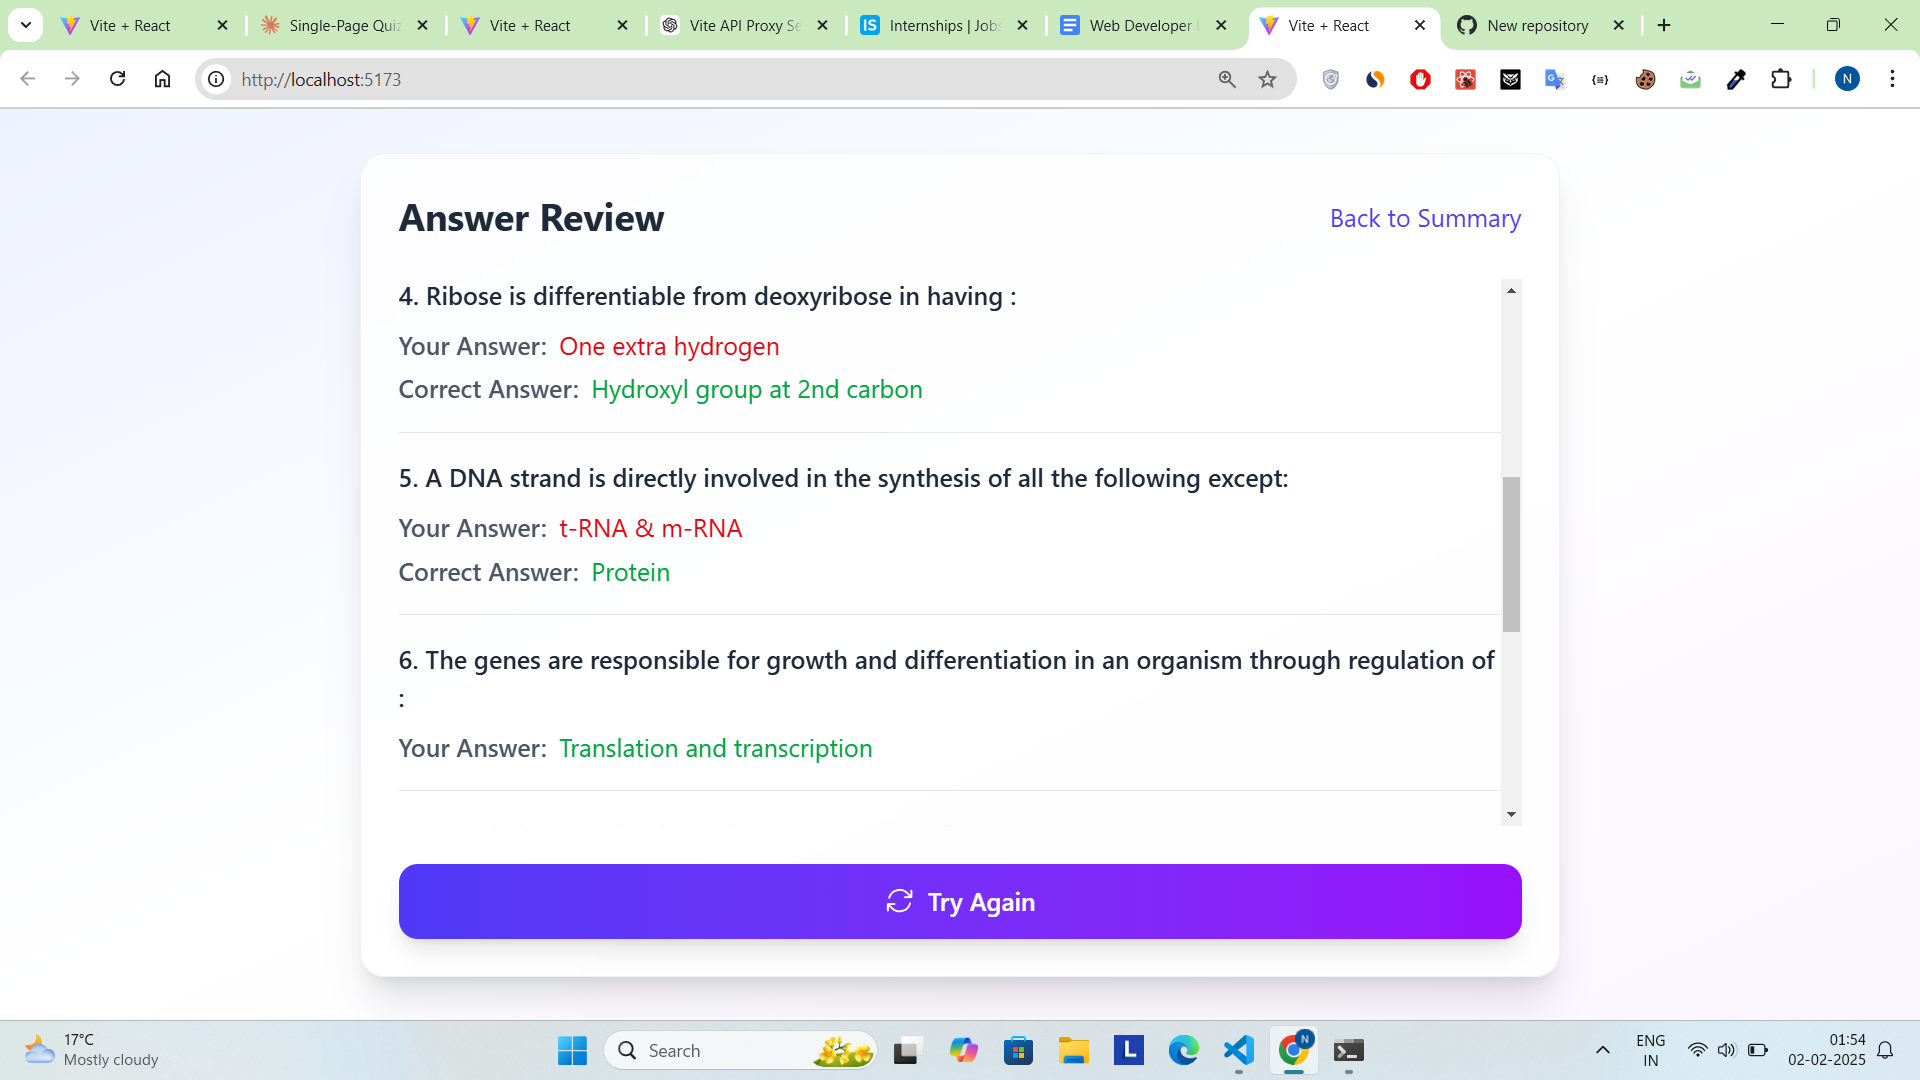 Vite + React
Single-Page Quiz
Vite + React
Vite API Proxy Se
Internships | Jobs
Web Developer
Vite + React
New repository
http://localhost:5173
N
Answer Review
Back to Summary
4. Ribose is differentiable from deoxyribose in having :
Your Answer: One extra hydrogen
Correct Answer: Hydroxyl group at 2nd carbon
5. A DNA strand is directly involved in the synthesis of all the following except:
Your Answer: t-RNA & m-RNA
Correct Answer: Protein
6. The genes are responsible for growth and differentiation in an organism through regulation of
:
Your Answer: Translation and transcription
Try Again
17°C
Mostly cloudy
Search
L
N
ENG
IN
01:54
02-02-2025